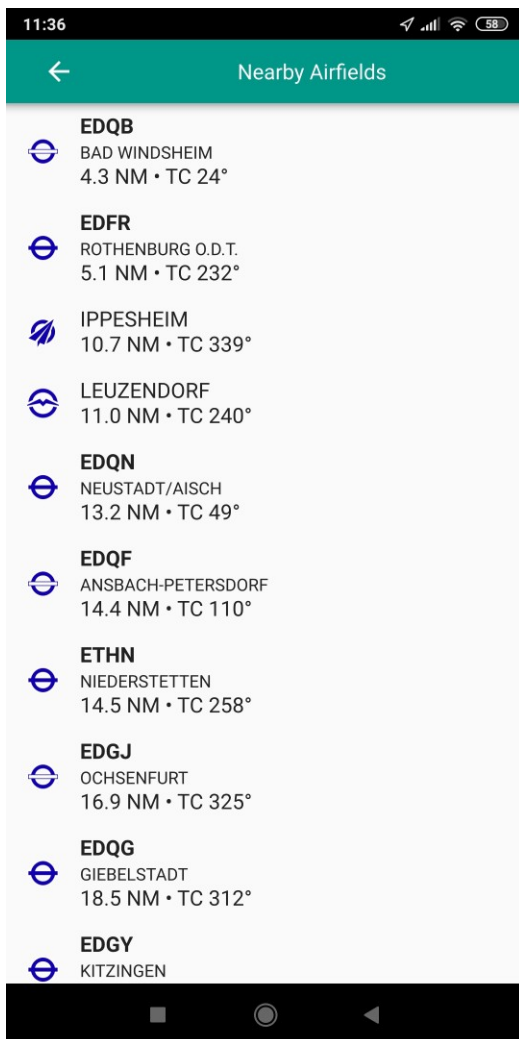 11:36
58
Nearby Airfields
EDQB
BAD WINDSHEIM
4.3 NM • TC 24°
EDFR
ROTHENBURG O.D.T.
5.1 NM • TC 232°
IPPESHEIM
10.7 NM • TC 339°
LEUZENDORF
11.0 NM • TC 240°
EDQN
NEUSTADT/AISCH
13.2 NM • TC 49°
EDQF
ANSBACH-PETERSDORF
14.4 NM • TC 110°
ETHN
NIEDERSTETTEN
14.5 NM • TC 258°
EDGJ
OCHSENFURT
16.9 NM • TC 325°
EDQG
GIEBELSTADT
18.5 NM • TC 312°
EDGY
KITZINGEN